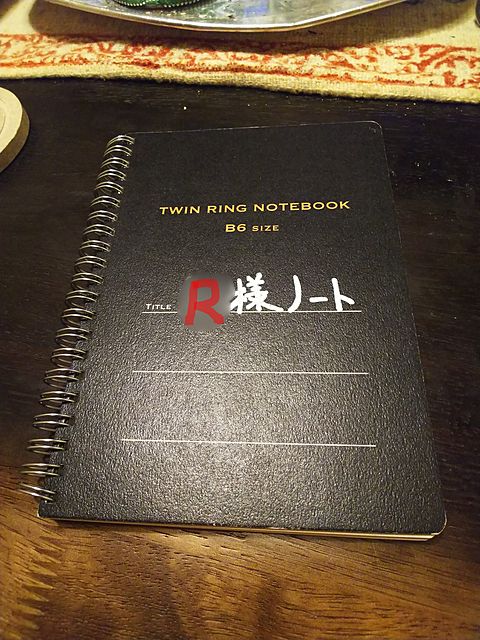 TWIN RING NOTEBOOK
B6 SIZE
TITLE R様ノート